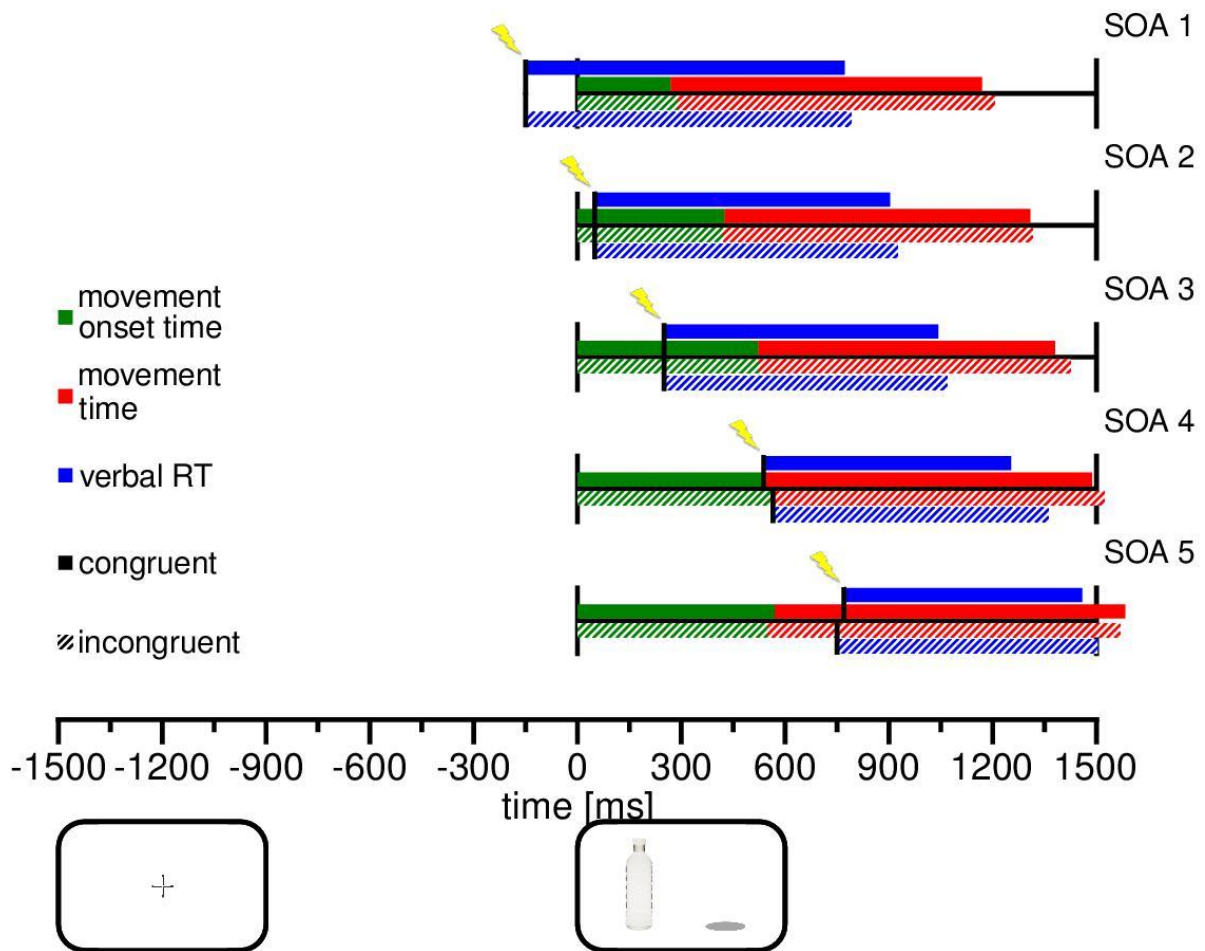 SOA 1
SOA 2
SOA 3
SOA 4
SOA 5
movement
onset time
movement
time
verbal RT
congruent
incongruent
-1500 -1200 -900 -600 -300 0 300 600 900 1200 1500
time [ms]